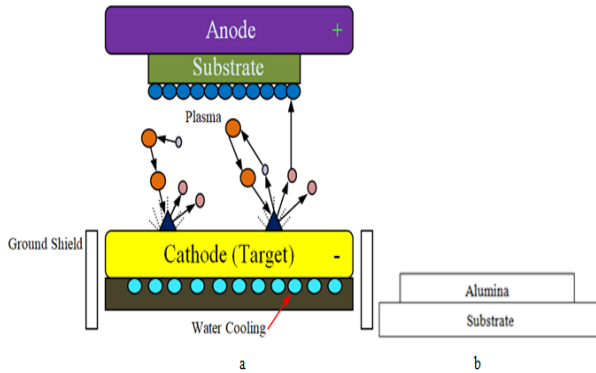 Anode +
Substrate
Plasma
Ground Shield
Cathode (Target) -
Water Cooling
Alumina
Substrate
a
b